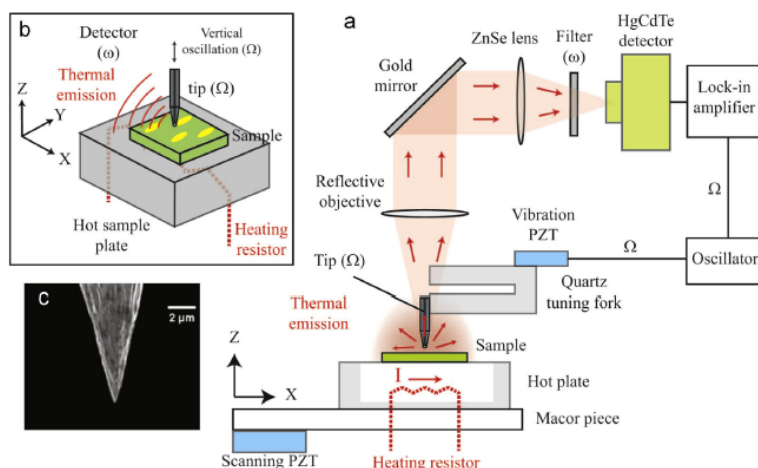 b
Detector
(ω)
Vertical
oscillation (Ω)
Thermal
emission
tip (Ω)
Z
Y
X
Sample
Hot sample
plate
Heating
resistor
c
2 μm
a
Gold
mirror
ZnSe lens
Filter
(ω)
HgCdTe
detector
Lock-in
amplifier
Reflective
objective
Vibration
PZT
Ω
Ω
Oscillator
Tip (Ω)
Quartz
tuning fork
Thermal
emission
Sample
Z
X
I
Hot plate
Macor piece
Scanning PZT
Heating resistor